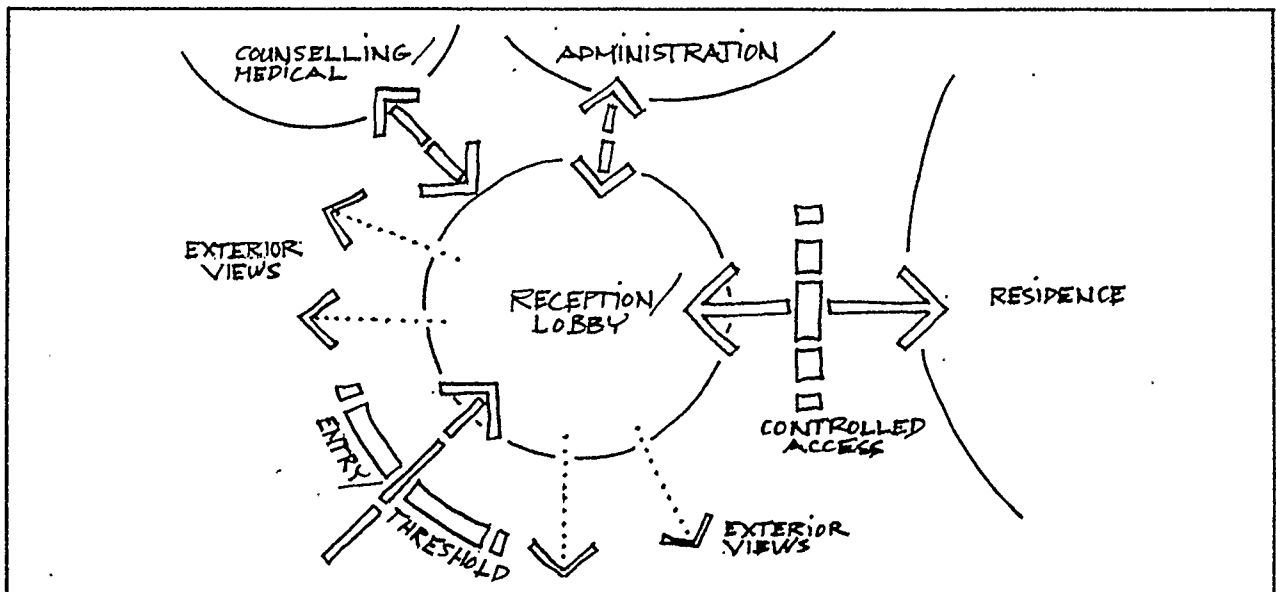 COUNSELLING/
MEDICAL
ADMINISTRATION
EXTERIOR
VIEWS
RECEPTION/
LOBBY
RESIDENCE
CONTROLLED
ACCESS
ENTRY/
THRESHOLD
EXTERIOR
VIEWS